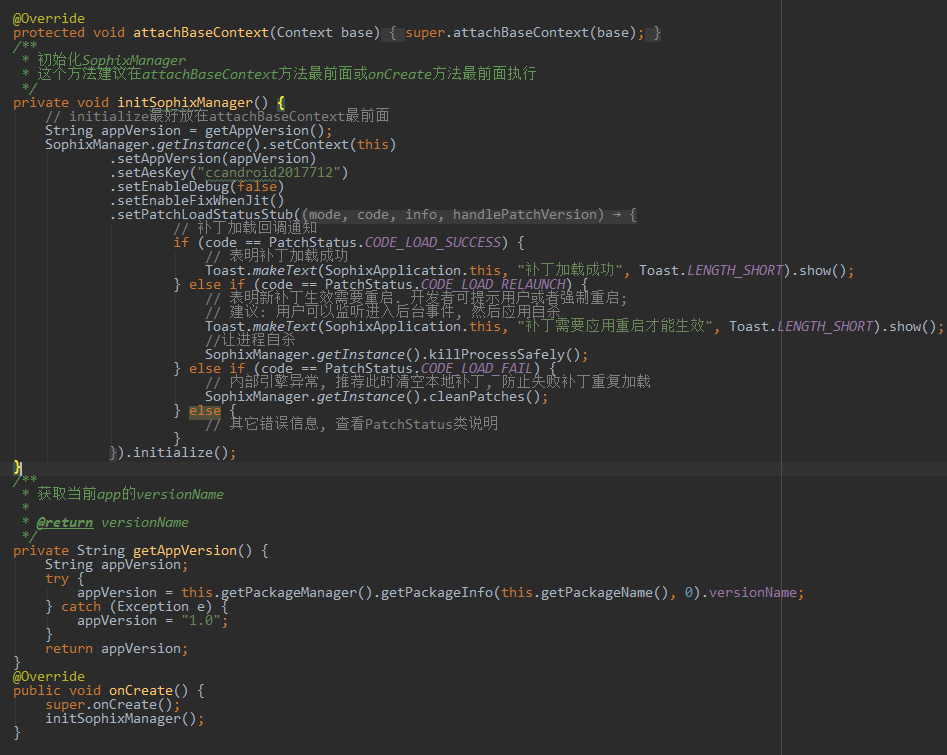 @Override
protected void attachBaseContext(Context base) { super.attachBaseContext(base); }
/**
 * 初始化SophixManager
 * 这个方法建议在attachBaseContext方法最前面或onCreate方法最前面执行
 */
private void initSophixManager() {
    // initialize最好放在attachBaseContext最前面
    String appVersion = getAppVersion();
    SophixManager.getInstance().setContext(this)
            .setAppVersion(appVersion)
            .setAesKey("ccandroid2017712")
            .setEnableDebug(false)
            .setEnableFixWhenJit()
            .setPatchLoadStatusStub((mode, code, info, handlePatchVersion) → {
                    // 补丁加载回调通知
                    if (code == PatchStatus.CODE_LOAD_SUCCESS) {
                        // 表明补丁加载成功
                        Toast.makeText(SophixApplication.this, "补丁加载成功", Toast.LENGTH_SHORT).show();
                    } else if (code == PatchStatus.CODE_LOAD_RELAUNCH) {
                        // 表明新补丁生效需要重启. 开发者可提示用户或者强制重启;
                        // 建议: 用户可以监听进入后台事件, 然后应用自杀
                        Toast.makeText(SophixApplication.this, "补丁需要应用重启才能生效", Toast.LENGTH_SHORT).show();
                        //让进程自杀
                        SophixManager.getInstance().killProcessSafely();
                    } else if (code == PatchStatus.CODE_LOAD_FAIL) {
                        // 内部引擎异常, 推荐此时清空本地补丁, 防止失败补丁重复加载
                        SophixManager.getInstance().cleanPatches();
                    } else {
                        // 其它错误信息, 查看PatchStatus类说明
                    }
            }).initialize();
}
/**
 * 获取当前app的versionName
 *
 * @return versionName
 */
private String getAppVersion() {
    String appVersion;
    try {
        appVersion = this.getPackageManager().getPackageInfo(this.getPackageName(), 0).versionName;
    } catch (Exception e) {
        appVersion = "1.0";
    }
    return appVersion;
}
@Override
public void onCreate() {
    super.onCreate();
    initSophixManager();
}